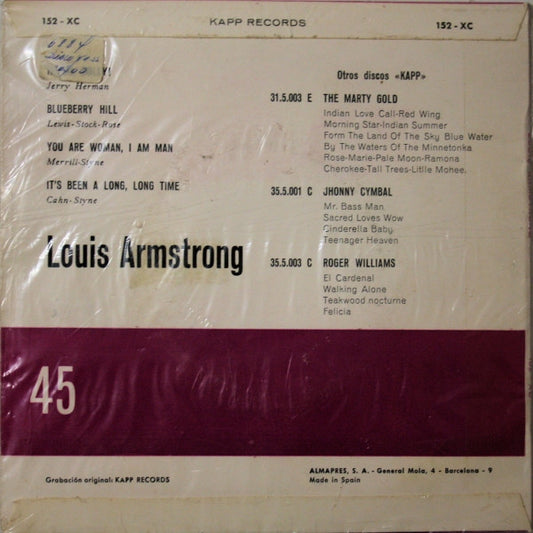 152 - XC
KAPP RECORDS
152 - XC
Jerry Herman
BLUEBERRY HILL
Lewis-Stock-Rose
YOU ARE WOMAN, I AM MAN
Merrill-Styne
IT'S BEEN A LONG, LONG TIME
Cahn-Styne
Louis Armstrong
Otros discos «KAPP»
31.5.003 E THE MARTY GOLD
Indian Love Call-Red Wing
Morning Star-Indian Summer
Form The Land Of The Sky Blue Water
By The Waters Of The Minnetonka
Rose-Marie-Pale Moon-Ramona
Cherokee-Tall Trees-Litlle Mohee.
35.5.001 C JHONNY CYMBAL
Mr. Bass Man
Sacred Loves Wow
Cinderella Baby
Teenager Heaven
35.5.003 C ROGER WILLIAMS
El Cardenal
Walking Alone
Teakwood nocturne
Felicia
45
Grabación original: KAPP RECORDS
ALMAPRES, S. A. - General Mola, 4 - Barcelona - 9
Made in Spain